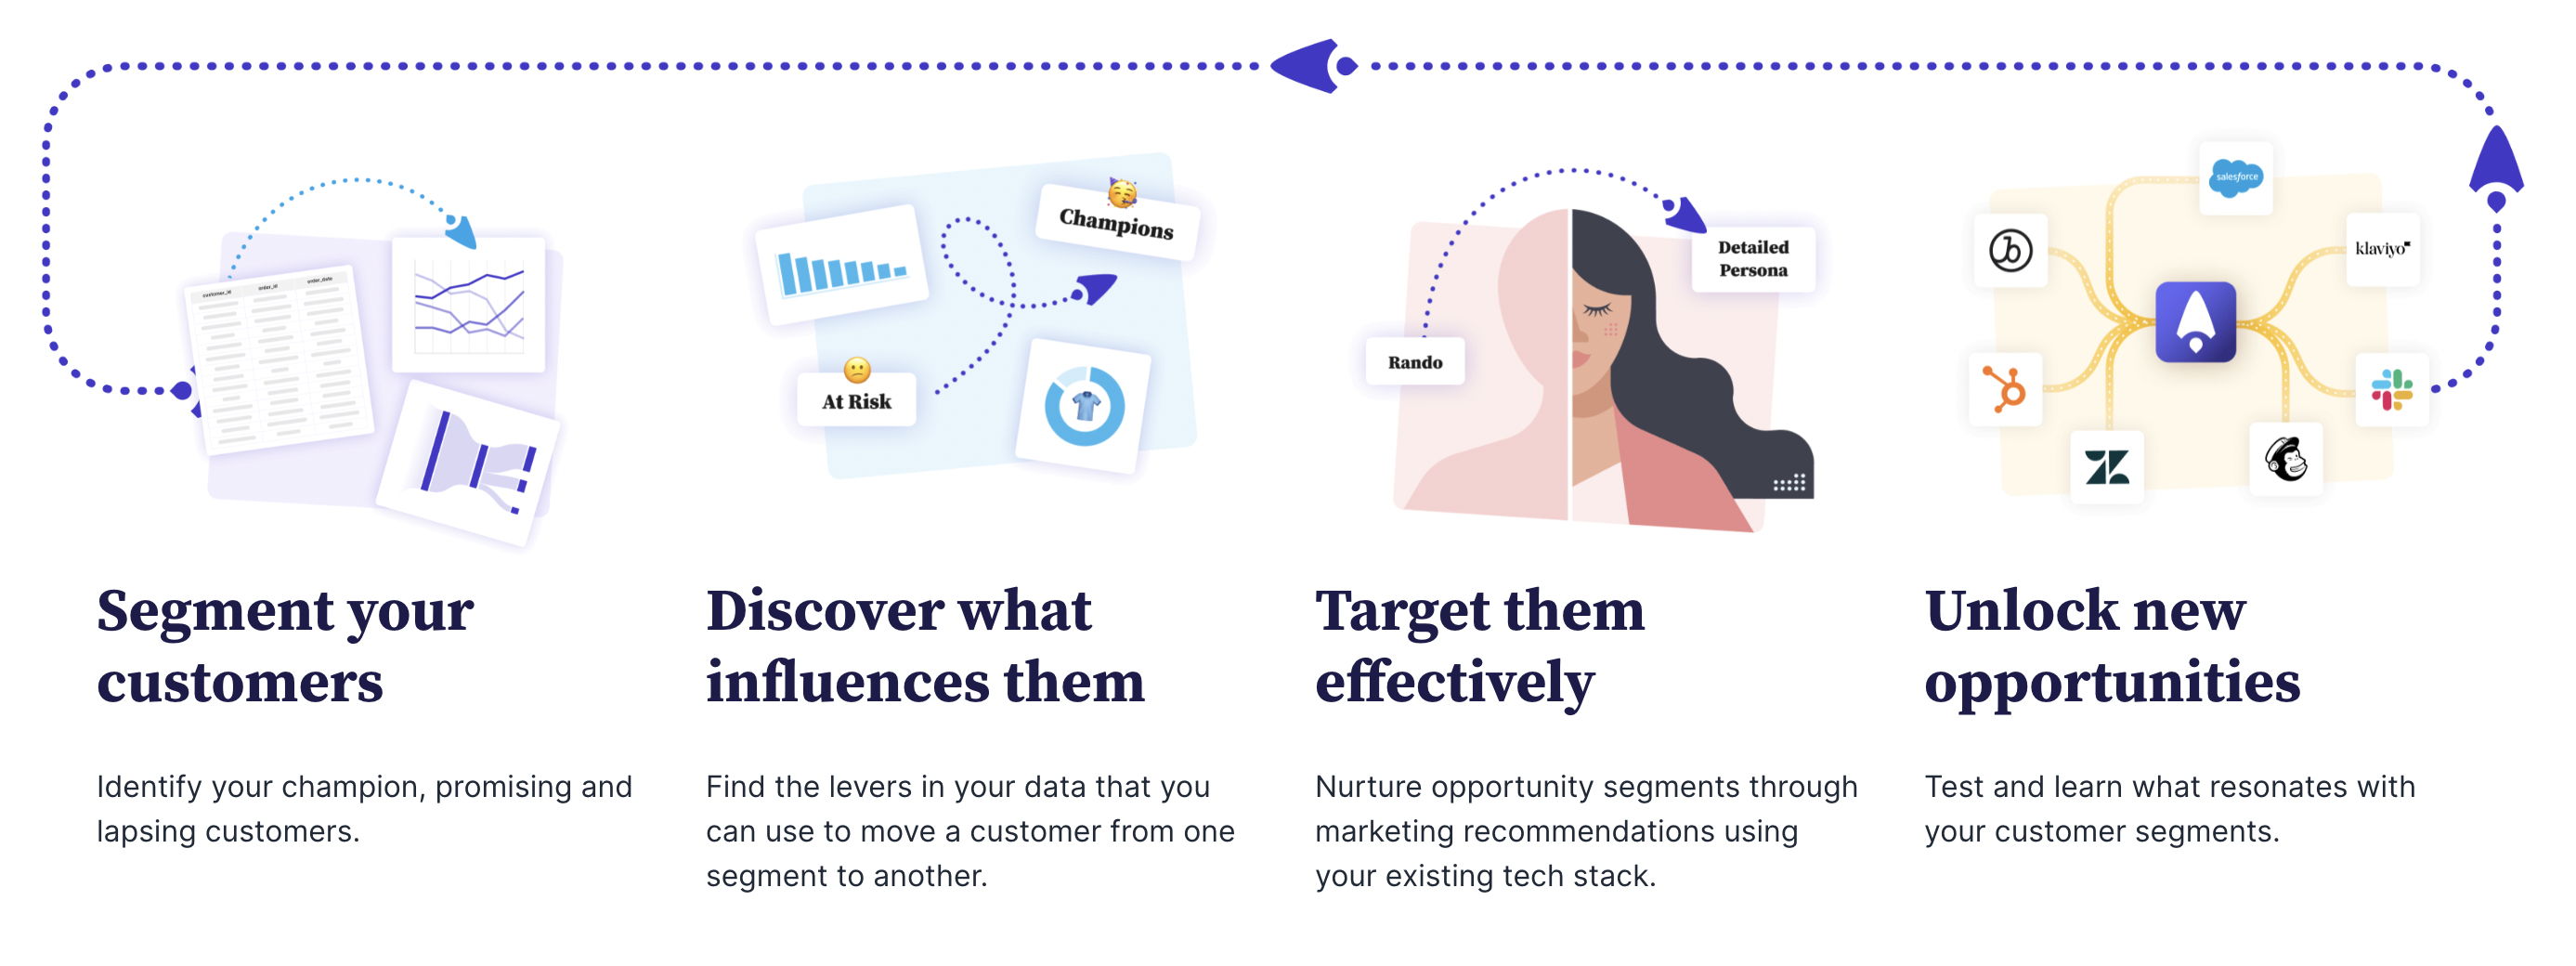 customer_id order_id order_date
Champions
At Risk
Rando
Detailed
Persona
salesforce
klaviyo
Segment your
customers
Identify your champion, promising and
lapsing customers.
Discover what
influences them
Find the levers in your data that you
can use to move a customer from one
segment to another.
Target them
effectively
Nurture opportunity segments through
marketing recommendations using
your existing tech stack.
Unlock new
opportunities
Test and learn what resonates with
your customer segments.